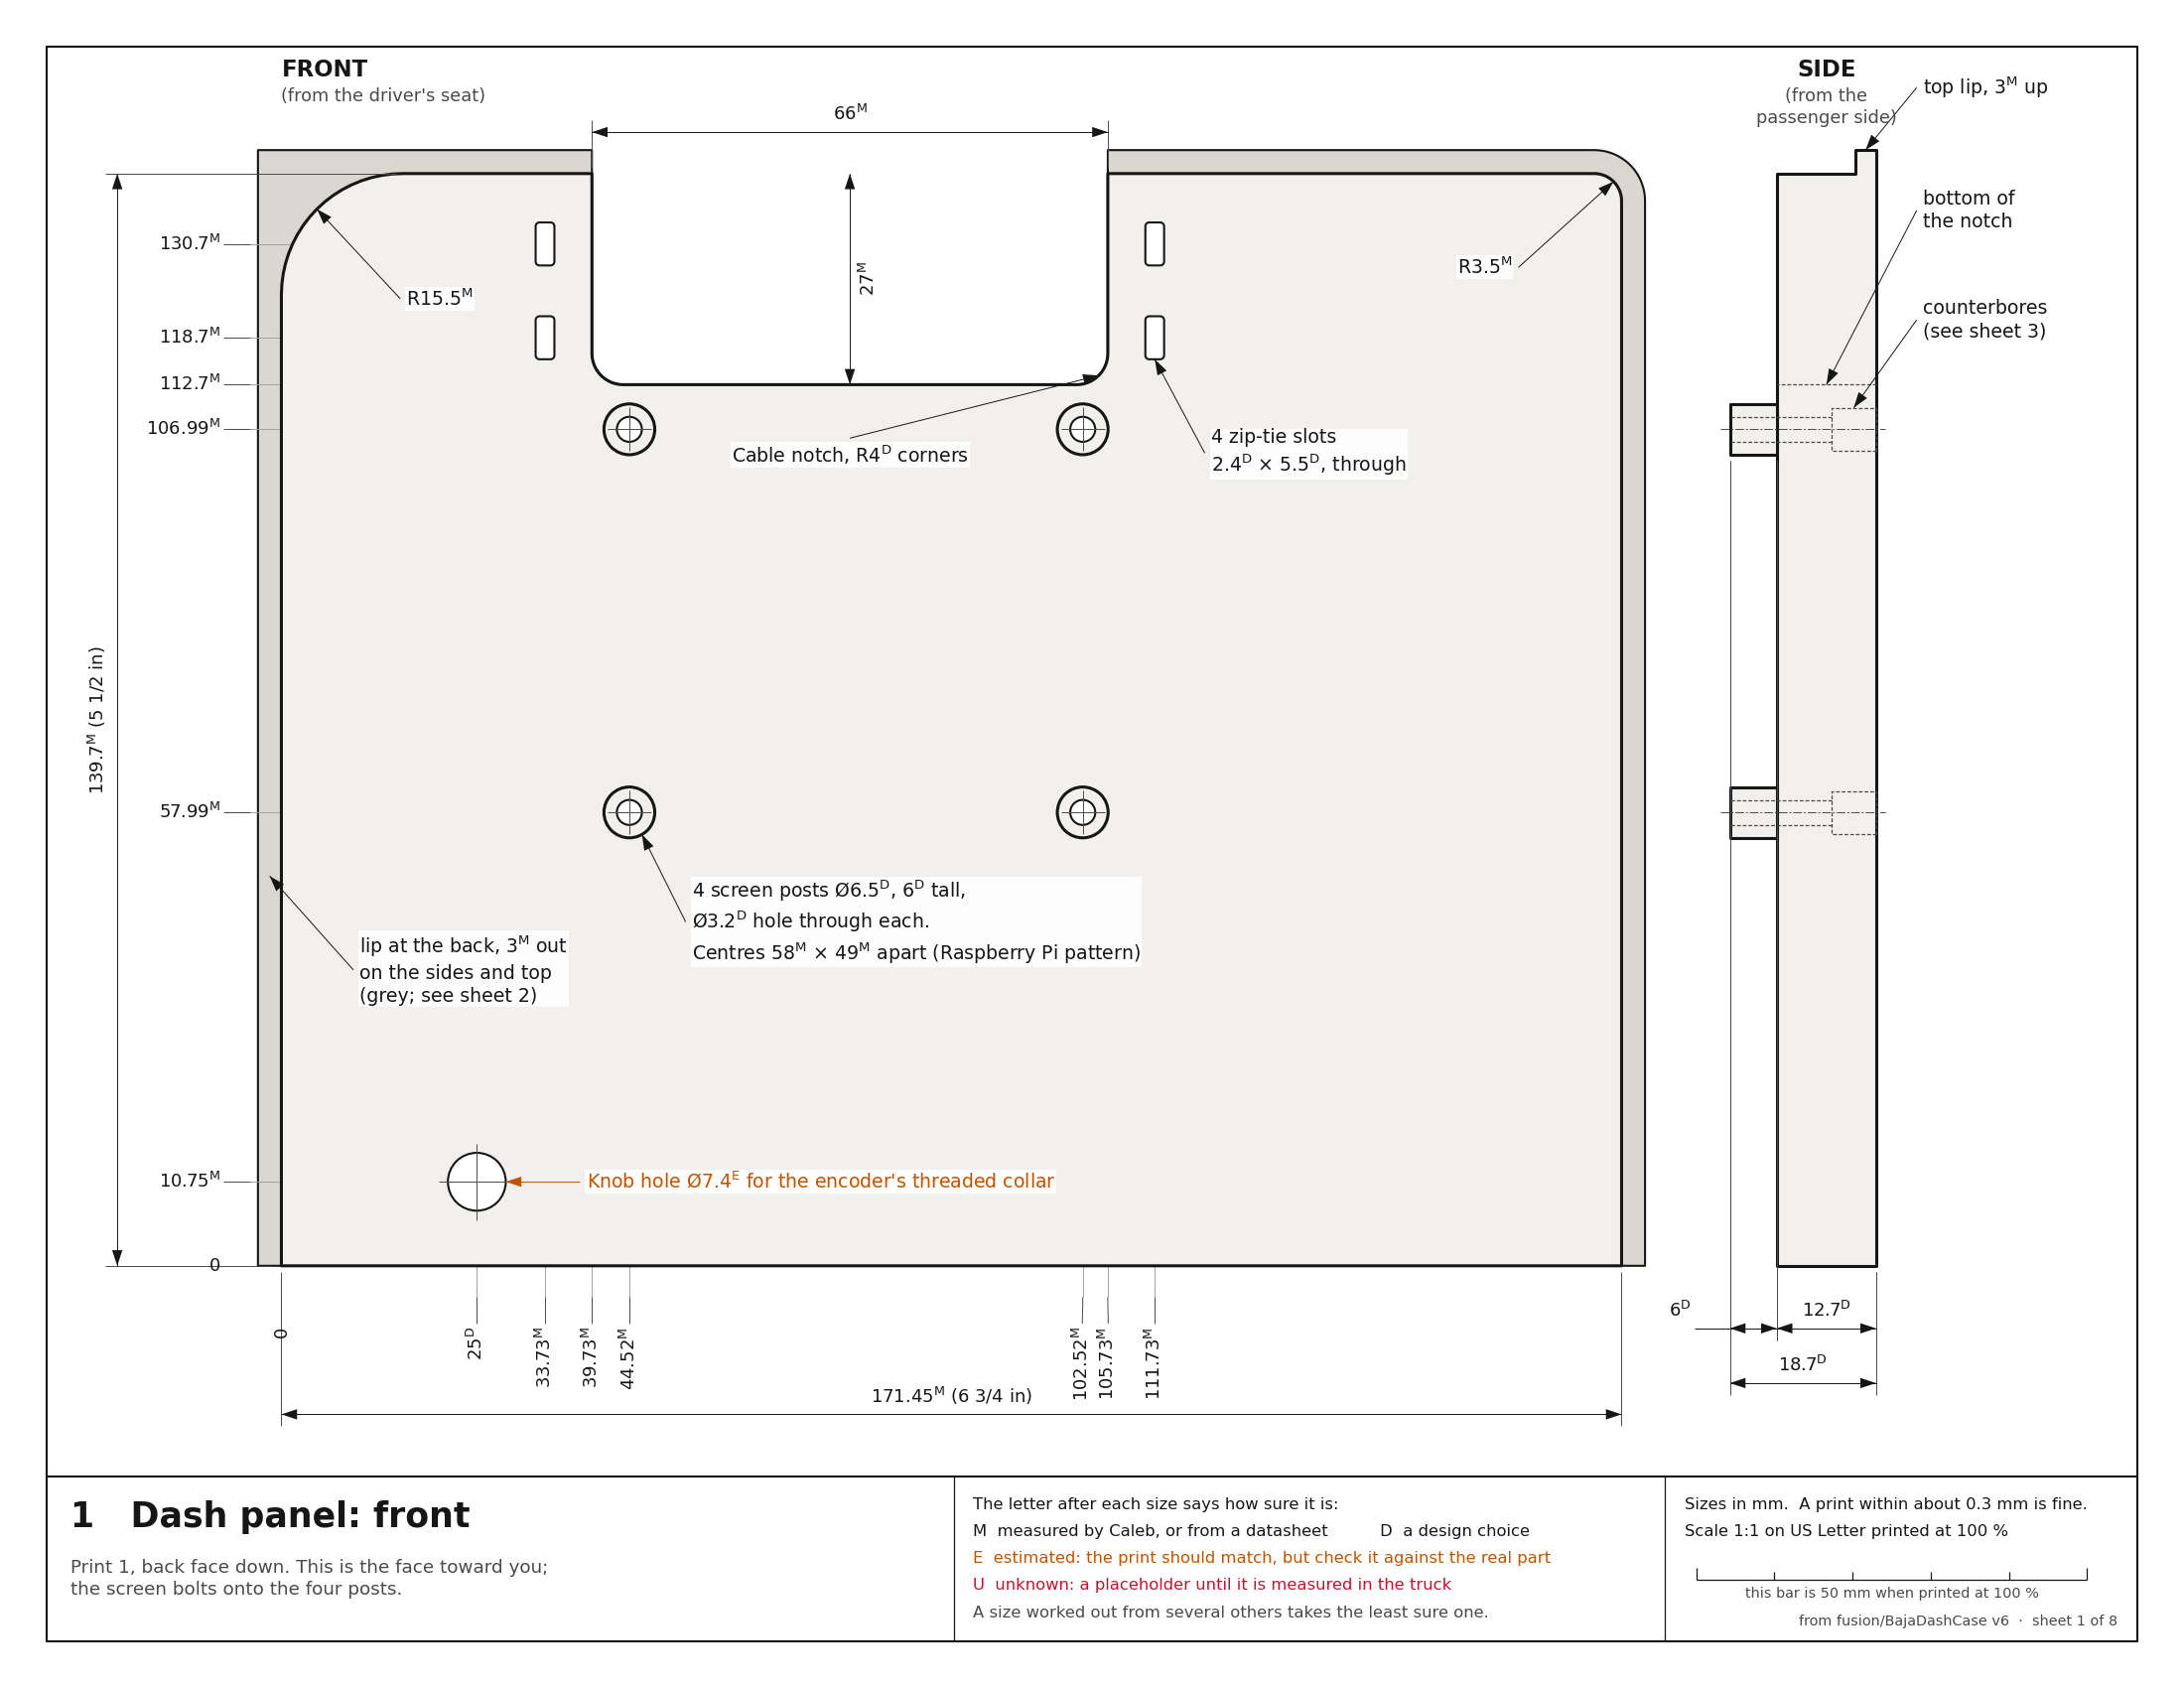 FRONT
(from the driver's seat)
SIDE
(from the
passenger side)
top lip, 3ᴹ up
66ᴹ
bottom of
the notch
130.7ᴹ
27ᴹ
R3.5ᴹ
R15.5ᴹ
counterbores
(see sheet 3)
118.7ᴹ
112.7ᴹ
106.99ᴹ
Cable notch, R4ᴰ corners
4 zip-tie slots
2.4ᴰ × 5.5ᴰ, through
139.7ᴹ (5 1/2 in)
57.99ᴹ
4 screen posts Ø6.5ᴰ, 6ᴰ tall,
Ø3.2ᴰ hole through each.
Centres 58ᴹ × 49ᴹ apart (Raspberry Pi pattern)
lip at the back, 3ᴹ out
on the sides and top
(grey; see sheet 2)
10.75ᴹ
Knob hole Ø7.4ᴱ for the encoder's threaded collar
0
0
25ᴰ
33.73ᴹ
39.73ᴹ
44.52ᴹ
102.52ᴹ
105.73ᴹ
111.73ᴹ
6ᴰ
12.7ᴰ
18.7ᴰ
171.45ᴹ (6 3/4 in)
1 Dash panel: front
Print 1, back face down. This is the face toward you;
the screen bolts onto the four posts.
The letter after each size says how sure it is:
M measured by Caleb, or from a datasheet D a design choice
E estimated: the print should match, but check it against the real part
U unknown: a placeholder until it is measured in the truck
A size worked out from several others takes the least sure one.
Sizes in mm. A print within about 0.3 mm is fine.
Scale 1:1 on US Letter printed at 100 %
this bar is 50 mm when printed at 100 %
from fusion/BajaDashCase v6 · sheet 1 of 8